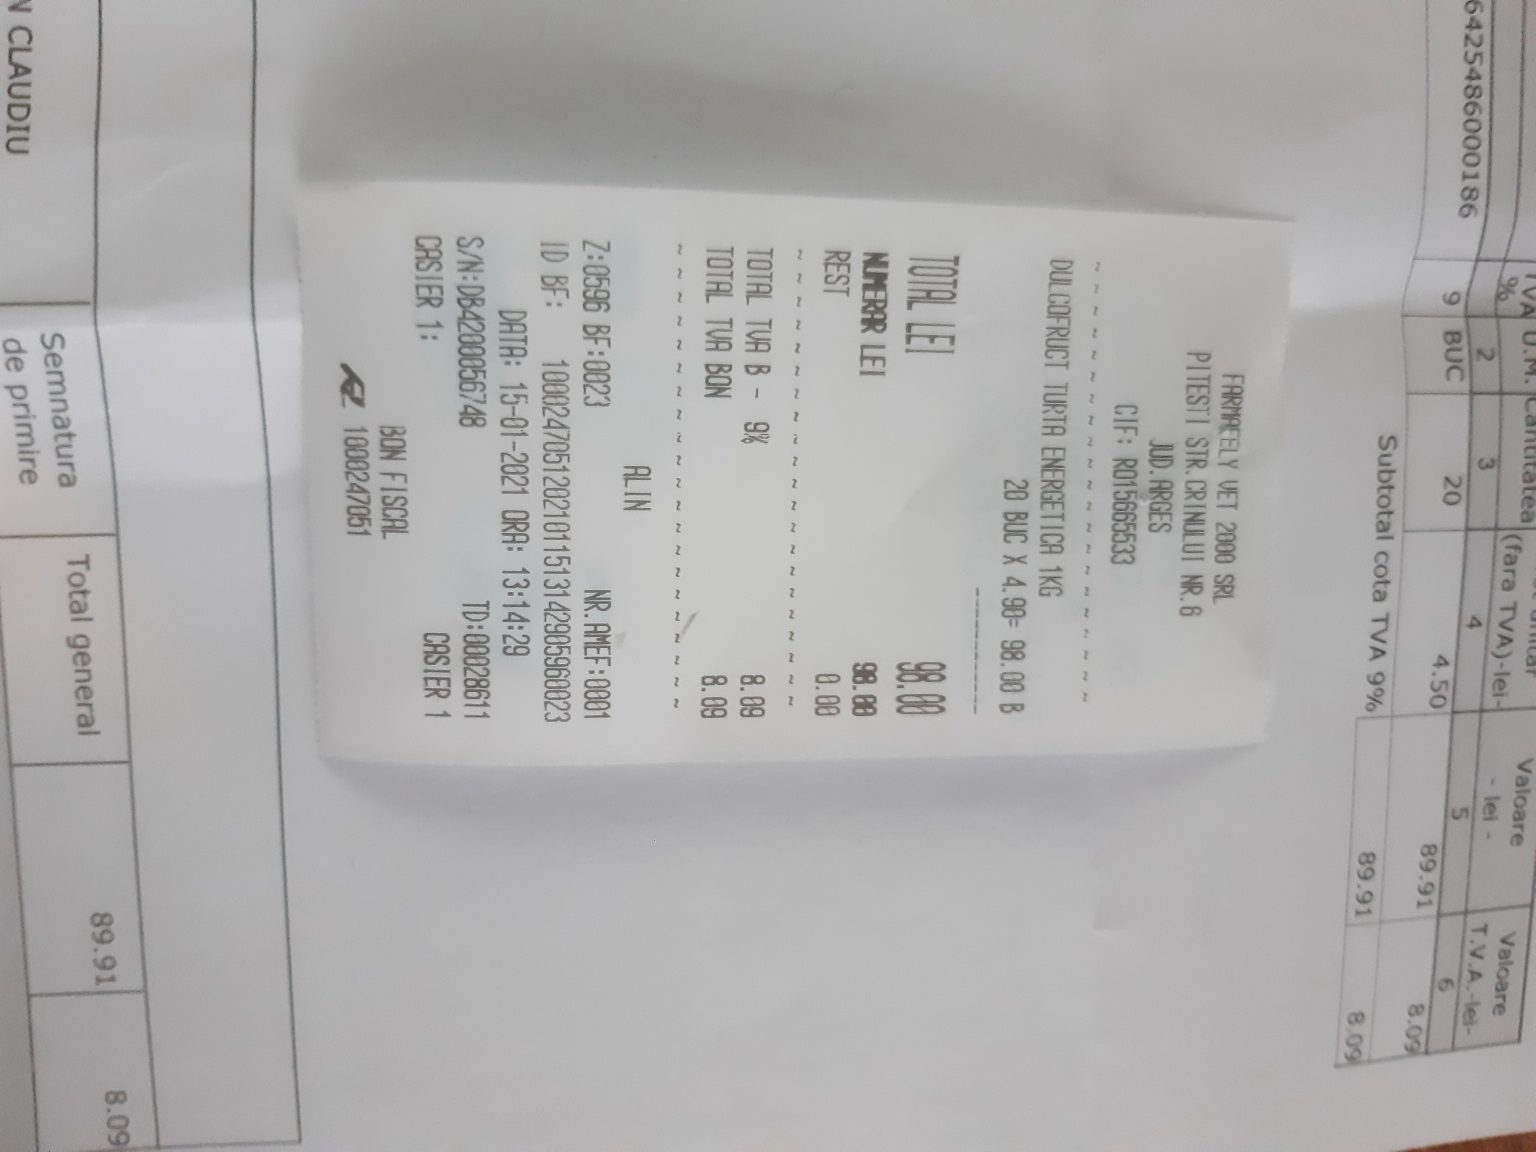 642548600186
VA
%
9
U.M.
2
BUC
Cantitatea
3
20
(fara TVA)-lei-
4
4.50
Valoare
- lei -
5
89.91
Valoare
T.V.A.-lei-
6
8.09
Subtotal cota TVA 9%
89.91
8.09
FARMAFELY VET 2000 SRL
PITESTI STR.CRINULUI NR.6
JUD.ARGES
CIF: RO15665533
~ ~ ~ ~ ~ ~ ~ ~ ~ ~ ~ ~ ~ ~ ~ ~ ~ ~
DULCOFRUCT TURTA ENERGETICA 1KG
20 BUC X 4.90= 98.00 B
----------
TOTAL LEI 98.00
NUMERAR LEI 98.00
REST 0.00
~ ~ ~ ~ ~ ~ ~ ~ ~ ~ ~ ~ ~ ~ ~ ~ ~ ~
TOTAL TVA B - 9% 8.09
TOTAL TVA BON 8.09
~ ~ ~ ~ ~ ~ ~ ~ ~ ~ ~ ~ ~ ~ ~ ~ ~ ~
ALIN
Z:0596 BF:0023 NR.AMEF:0001
ID BF: 10002470512021011513142905960023
DATA: 15-01-2021 ORA: 13:14:29
S/N:DB4200056748 TD:00028611
CASIER 1: CASIER 1
BON FISCAL
1000247051
CLAUDIU
Semnatura
de primire
Total general
89.91
8.09